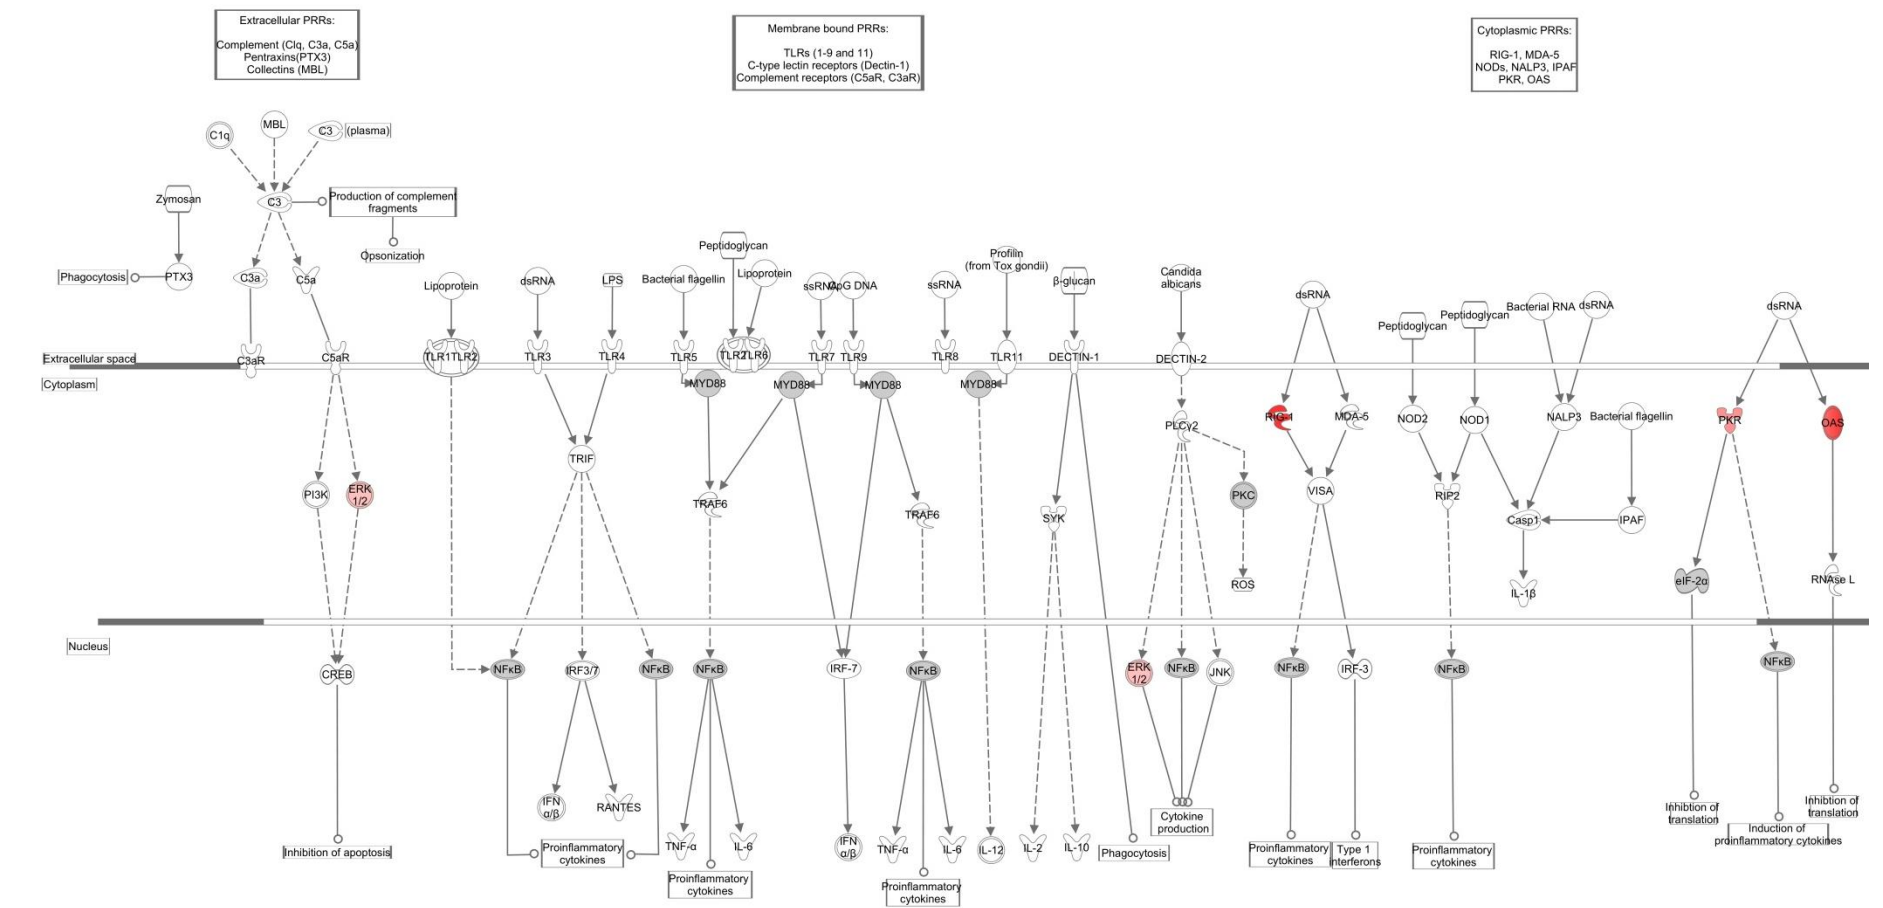 Extracellular PRRs:
Complement (Clq, C3a, C5a)
Pentraxins(PTX3)
Collectins (MBL)
Membrane bound PRRs:
TLRs (1-9 and 11)
C-type lectin receptors (Dectin-1)
Complement receptors (C5aR, C3aR)
Cytoplasmic PRRs:
RIG-1, MDA-5
NODs, NALP3, IPAF
PKR, OAS
C1q
MBL
C3
(plasma)
Zymosan
C3
Production of complement
fragments
Opsonization
Phagocytosis
PTX3
C3a
C5a
Lipoprotein
dsRNA
LPS
Bacterial flagellin
Peptidoglycan
Lipoprotein
ssRNA
CpG DNA
ssRNA
Profilin
(from Tox gondii)
β-glucan
Candida
albicans
dsRNA
Peptidoglycan
Peptidoglycan
Bacterial RNA
dsRNA
dsRNA
Extracellular space
C3aR
C5aR
TLR1
TLR2
TLR3
TLR4
TLR5
TLR2
TLR6
TLR7
TLR9
TLR8
TLR11
DECTIN-1
DECTIN-2
Cytoplasm
MYD88
MYD88
MYD88
MYD88
PLCγ2
RIG-1
MDA-5
NOD2
NOD1
NALP3
Bacterial flagellin
PKR
OAS
TRIF
PI3K
ERK
1/2
TRAF6
TRAF6
SYK
PKC
VISA
RIP2
Casp1
IPAF
ROS
IL-1β
eIF-2α
RNAse L
Nucleus
CREB
NFκB
IRF3/7
NFκB
NFκB
IRF-7
NFκB
ERK
1/2
NFκB
JNK
NFκB
IRF-3
NFκB
NFκB
IFN
α/β
RANTES
Inhibition of apoptosis
Proinflammatory
cytokines
TNF-α
IL-6
Proinflammatory
cytokines
IFN
α/β
TNF-α
IL-6
Proinflammatory
cytokines
IL-12
IL-2
IL-10
Phagocytosis
Cytokine
production
Proinflammatory
cytokines
Type 1
interferons
Proinflammatory
cytokines
Inhibtion of
translation
Induction of
proinflammatory cytokines
Inhibtion of
translation